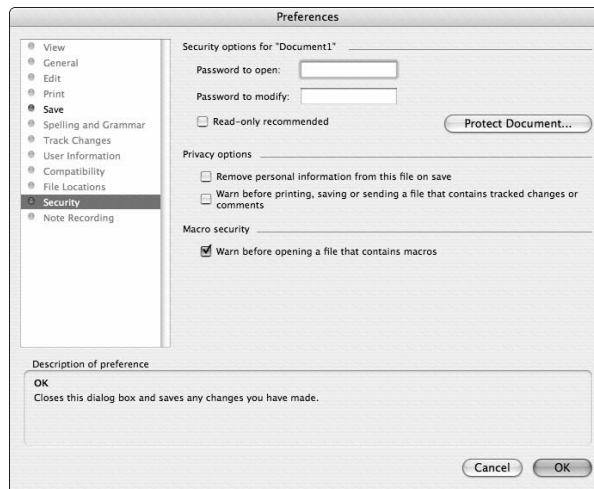 Preferences
View
General
Edit
Print
Save
Spelling and Grammar
Track Changes
User Information
Compatibility
File Locations
Security
Note Recording
Security options for "Document1"
Password to open:
Password to modify:
Read-only recommended
Protect Document...
Privacy options
Remove personal information from this file on save
Warn before printing, saving or sending a file that contains tracked changes or
comments
Macro security
Warn before opening a file that contains macros
Description of preference
OK
Closes this dialog box and saves any changes you have made.
Cancel
OK